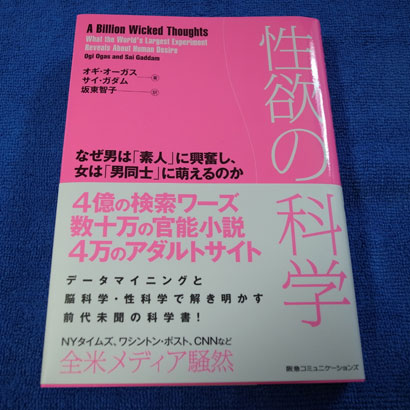 A Billion Wicked Thoughts
What the World's Largest Experiment
Reveals About Human Desire
Ogi Ogas and Sai Gaddam
オギ・オーガス 著
サイ・ガダム
坂東智子 訳
性欲の科学
なぜ男は「素人」に興奮し、
女は「男同士」に萌えるのか
4億の検索ワーズ
数十万の官能小説
4万のアダルトサイト
データマイニングと
脳科学・性科学で解き明かす
前代未聞の科学書！
NYタイムズ、ワシントン・ポスト、CNNなど
全米メディア騒然
阪急コミュニケーションズ